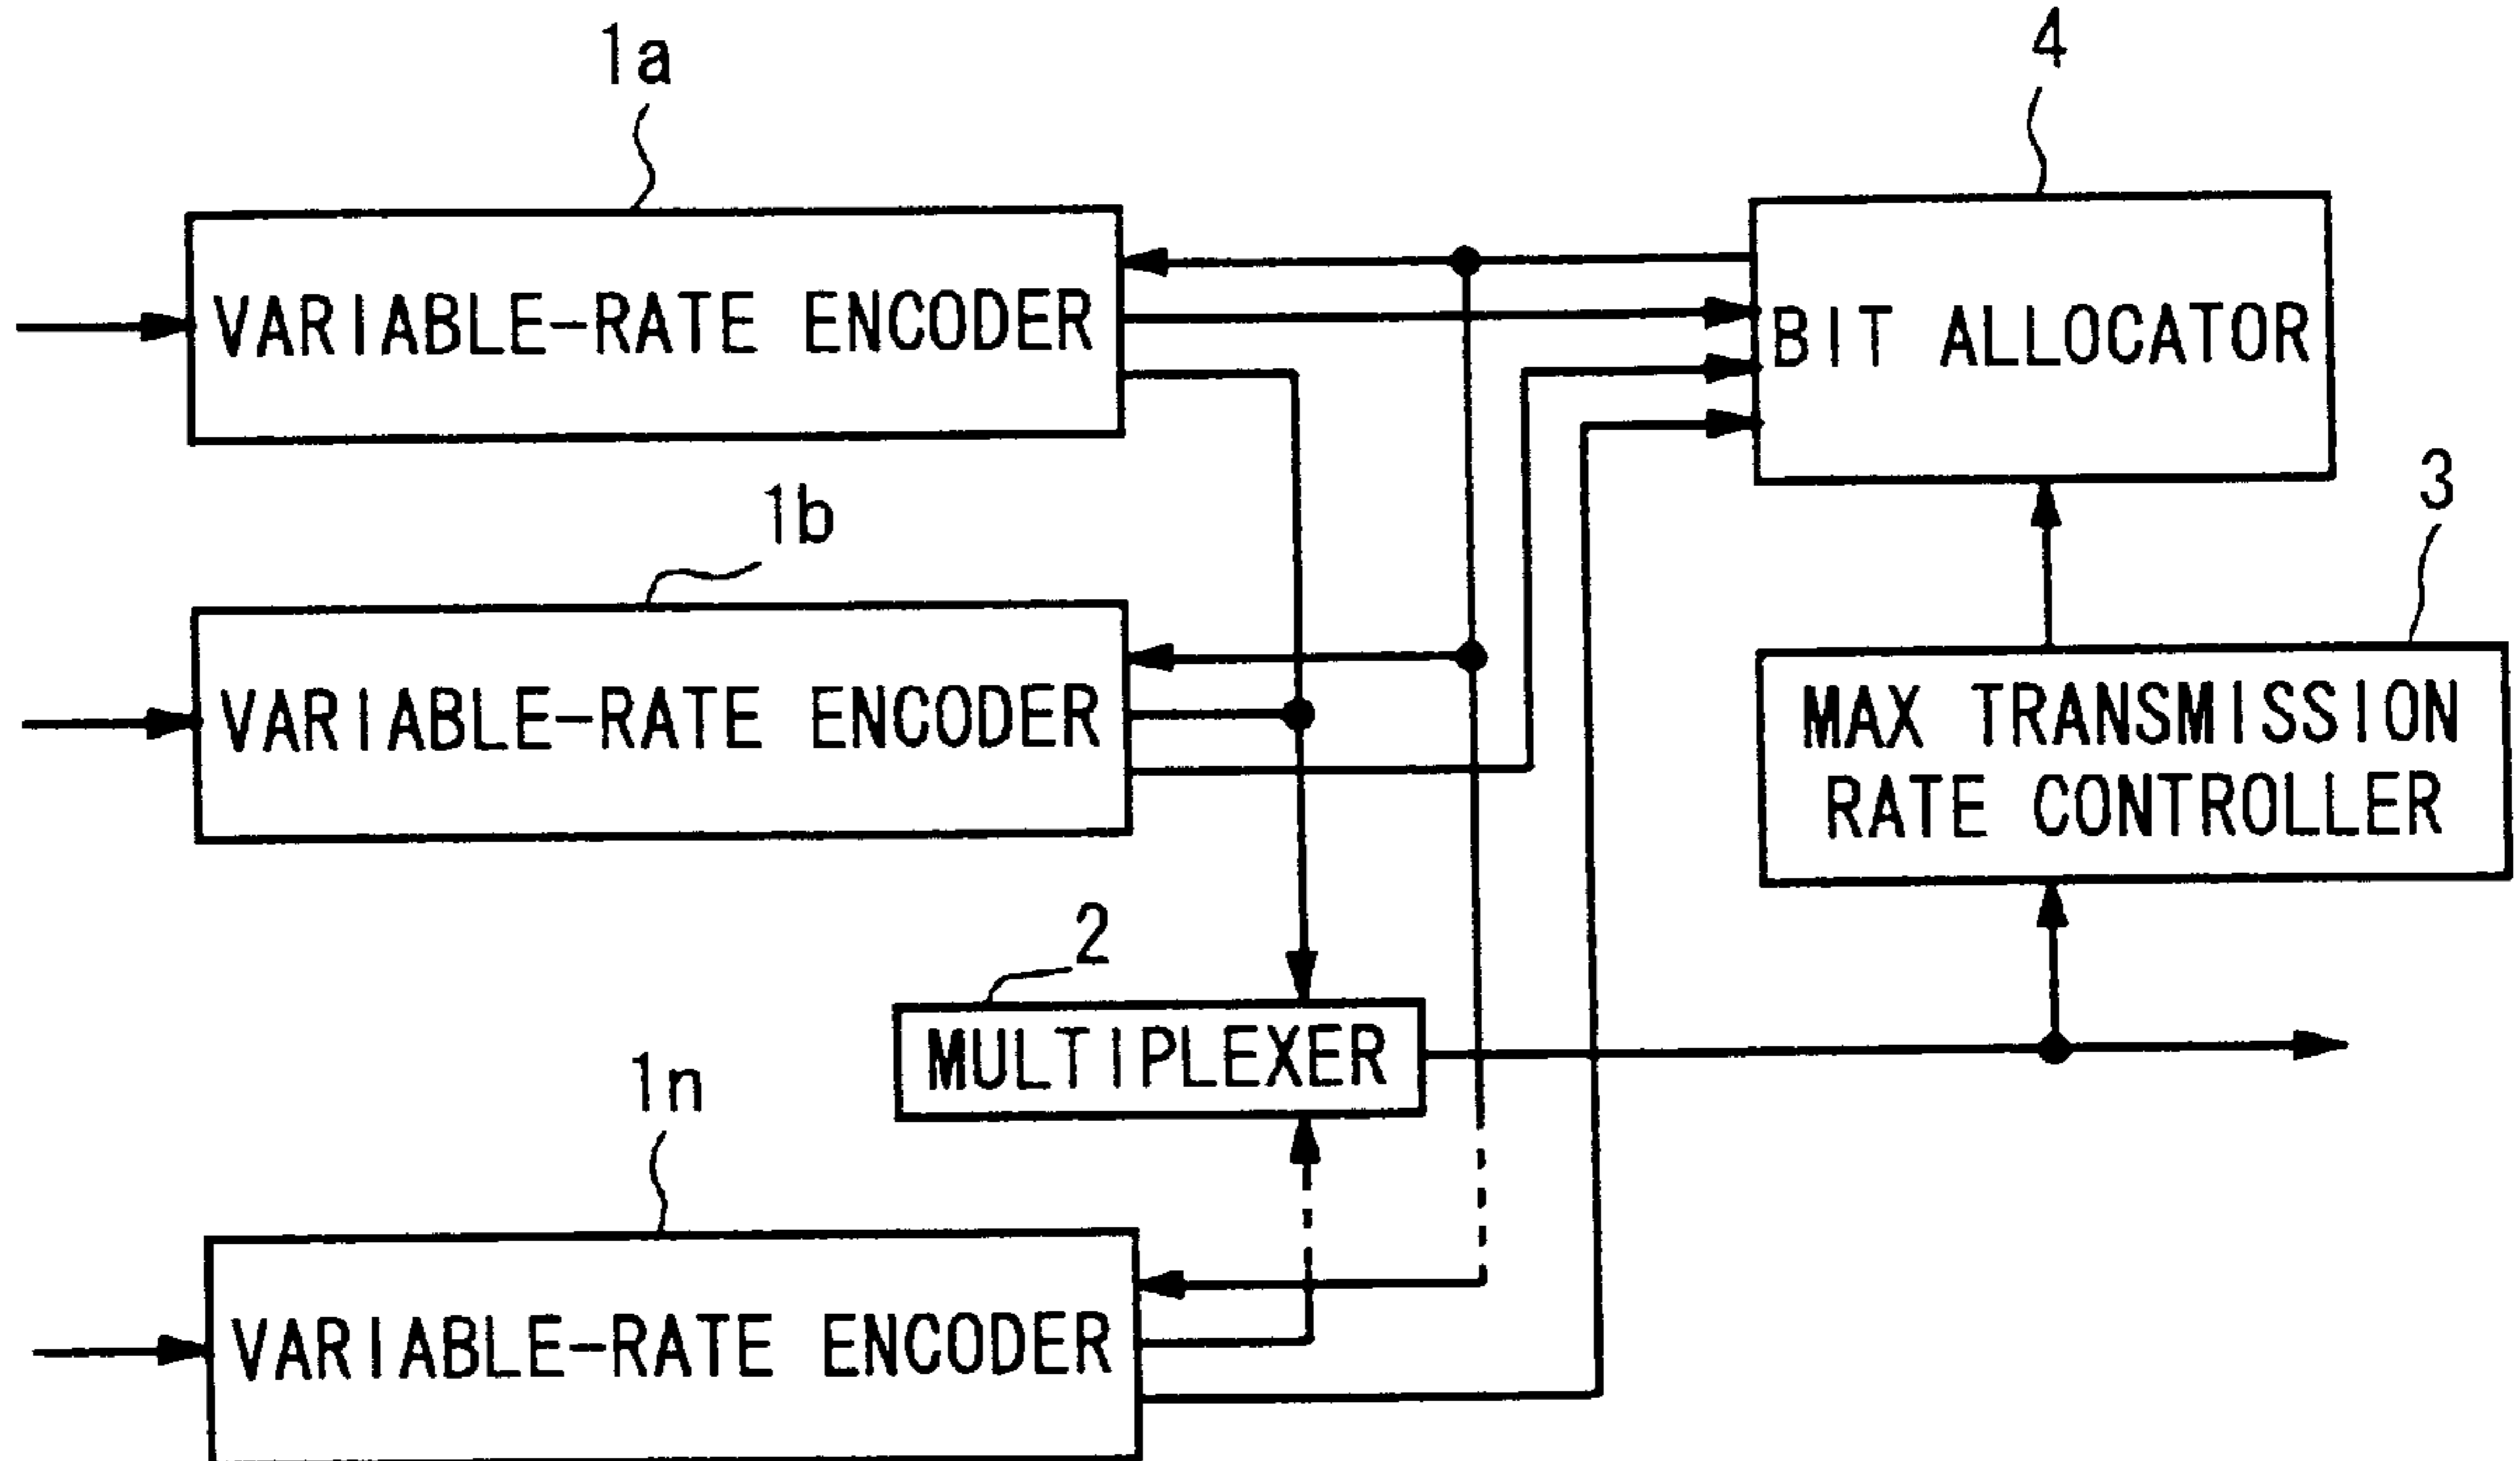 1a
4
VARIABLE-RATE ENCODER
BIT ALLOCATOR
3
1b
VARIABLE-RATE ENCODER
MAX TRANSMISSION
RATE CONTROLLER
2
MULTIPLEXER
1n
VARIABLE-RATE ENCODER